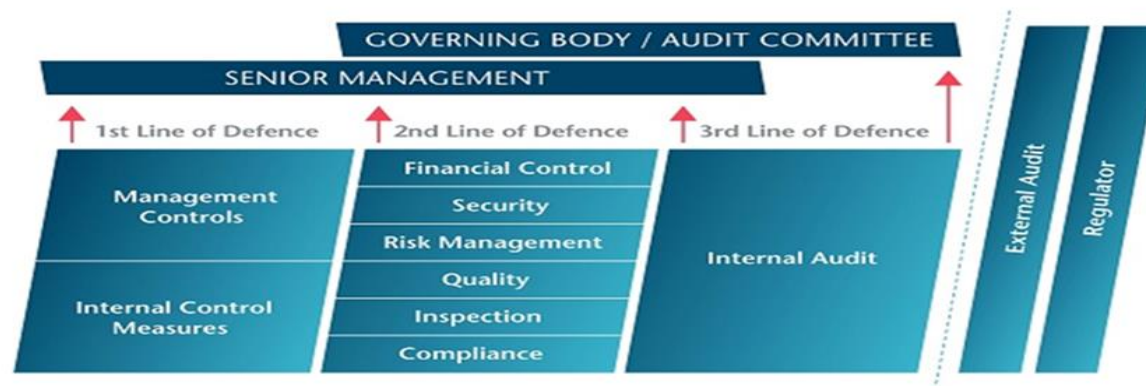 GOVERNING BODY / AUDIT COMMITTEE
SENIOR MANAGEMENT
1st Line of Defence
2nd Line of Defence
3rd Line of Defence
Management
Controls
Internal Control
Measures
Financial Control
Security
Risk Management
Quality
Inspection
Compliance
Internal Audit
External Audit
Regulator